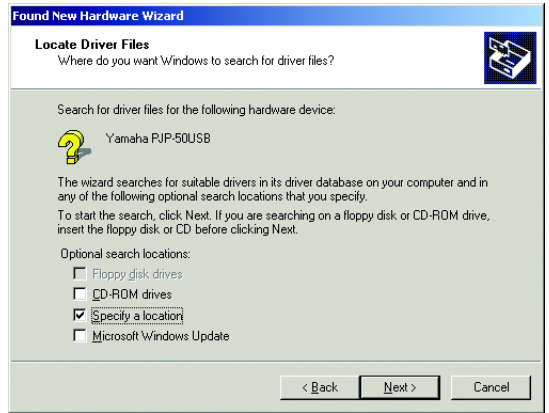 Found New Hardware Wizard
Locate Driver Files
Where do you want Windows to search for driver files?
Search for driver files for the following hardware device:
Yamaha PJP-50USB
The wizard searches for suitable drivers in its driver database on your computer and in
any of the following optional search locations that you specify.
To start the search, click Next. If you are searching on a floppy disk or CD-ROM drive,
insert the floppy disk or CD before clicking Next.
Optional search locations:
Floppy disk drives
CD-ROM drives
Specify a location
Microsoft Windows Update
< Back Next > Cancel